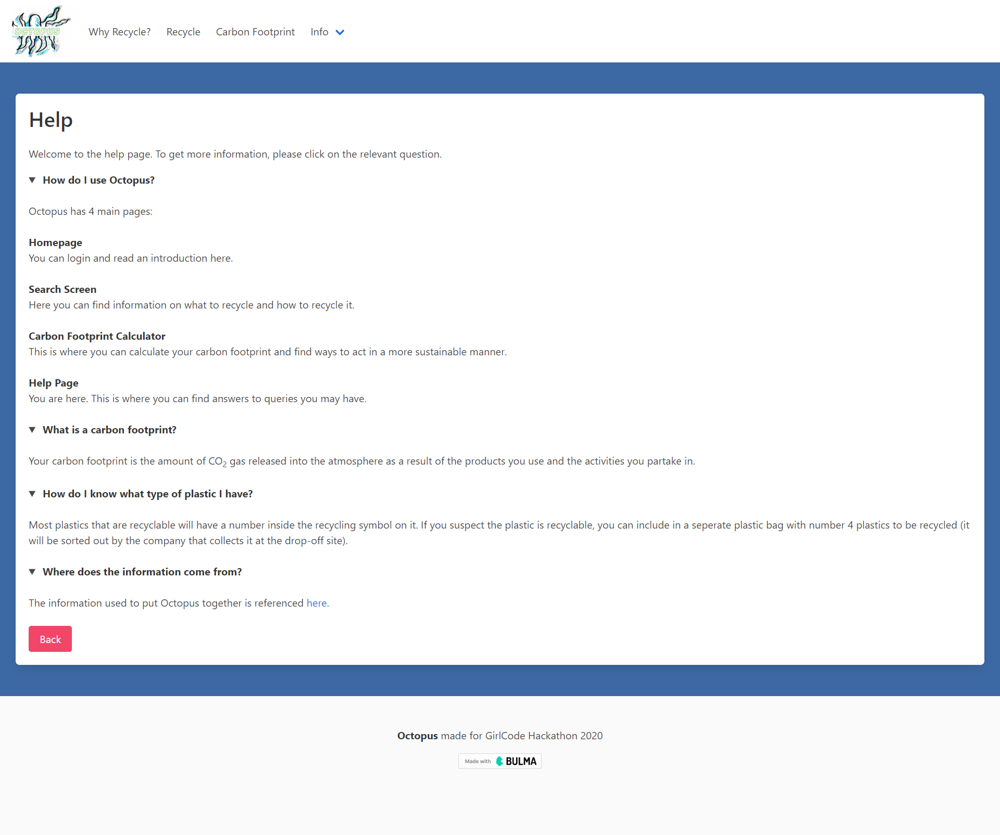 OCTOPUS
Why Recycle? Recycle Carbon Footprint Info
Help
Welcome to the help page. To get more information, please click on the relevant question.
How do I use Octopus?
Octopus has 4 main pages:
Homepage
You can login and read an introduction here.
Search Screen
Here you can find information on what to recycle and how to recycle it.
Carbon Footprint Calculator
This is where you can calculate your carbon footprint and find ways to act in a more sustainable manner.
Help Page
You are here. This is where you can find answers to queries you may have.
What is a carbon footprint?
Your carbon footprint is the amount of CO₂ gas released into the atmosphere as a result of the products you use and the activities you partake in.
How do I know what type of plastic I have?
Most plastics that are recyclable will have a number inside the recycling symbol on it. If you suspect the plastic is recyclable, you can include in a seperate plastic bag with number 4 plastics to be recycled (it
will be sorted out by the company that collects it at the drop-off site).
Where does the information come from?
The information used to put Octopus together is referenced here.
Back
Octopus made for GirlCode Hackathon 2020
Made with BULMA